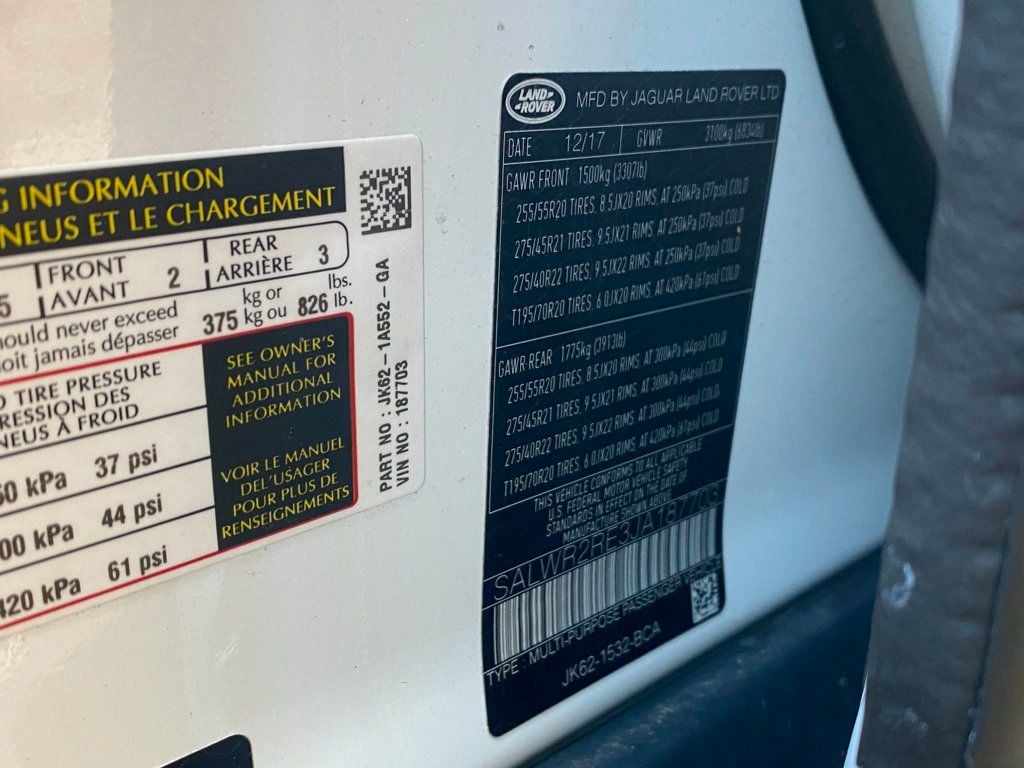 G INFORMATION
NEUS ET LE CHARGEMENT
5 FRONT AVANT 2 REAR ARRIÈRE 3
hould never exceed
doit jamais dépasser
375 kg or kg ou 826 lbs. lb.
D TIRE PRESSURE
RESSION DES
NEUS À FROID
50 kPa 37 psi
00 kPa 44 psi
420 kPa 61 psi
SEE OWNER'S
MANUAL FOR
ADDITIONAL
INFORMATION
VOIR LE MANUEL
DEL'USAGER
POUR PLUS DE
RENSEIGNEMENTS
PART NO : JK62-1A552-GA
VIN NO : 187703
LAND-
-ROVER
MFD BY JAGUAR LAND ROVER LTD
DATE 12/17 GVWR 3100kg (6834lb)
GAWR FRONT 1500kg (3307lb)
255/55R20 TIRES, 8.5JX20 RIMS, AT 250kPa (37psi) COLD
275/45R21 TIRES, 9.5JX21 RIMS, AT 250kPa (37psi) COLD
275/40R22 TIRES, 9.5JX22 RIMS, AT 250kPa (37psi) COLD
T195/70R20 TIRES, 6.0JX20 RIMS, AT 420kPa (61psi) COLD
GAWR REAR 1775kg (3913lb)
255/55R20 TIRES, 8.5JX20 RIMS, AT 300kPa (44psi) COLD
275/45R21 TIRES, 9.5JX21 RIMS, AT 300kPa (44psi) COLD
275/40R22 TIRES, 9.5JX22 RIMS, AT 300kPa (44psi) COLD
T195/70R20 TIRES, 6.0JX20 RIMS, AT 420kPa (61psi) COLD
THIS VEHICLE CONFORMS TO ALL APPLICABLE
U.S. FEDERAL MOTOR VEHICLE SAFETY
STANDARDS IN EFFECT ON THE DATE OF
MANUFACTURE SHOWN ABOVE.
SALWR2RE3JA187703
TYPE : MULTI-PURPOSE PASSENGER VEHICLE
JK62-1532-BCA